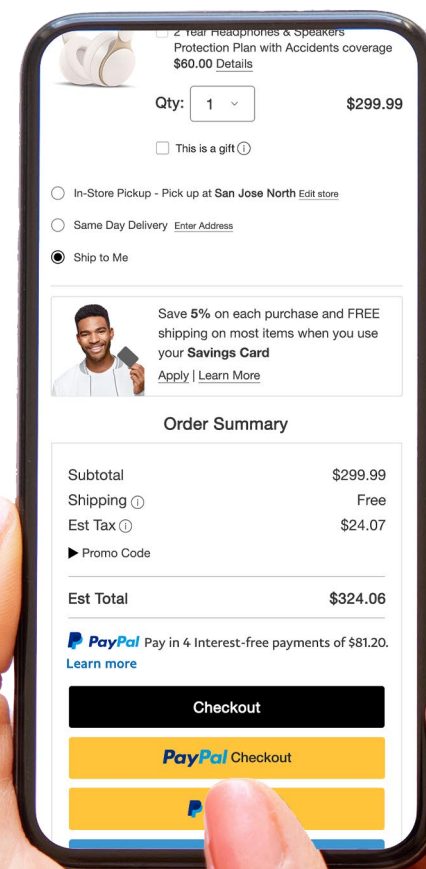 2 Year Headphones & Speakers
Protection Plan with Accidents coverage
$60.00 Details
Qty: 1 $299.99
This is a gift
In-Store Pickup - Pick up at San Jose North Edit store
Same Day Delivery Enter Address
Ship to Me
Save 5% on each purchase and FREE
shipping on most items when you use
your Savings Card
Apply | Learn More
Order Summary
Subtotal $299.99
Shipping Free
Est Tax $24.07
Promo Code
Est Total $324.06
PayPal Pay in 4 Interest-free payments of $81.20.
Learn more
Checkout
PayPal Checkout